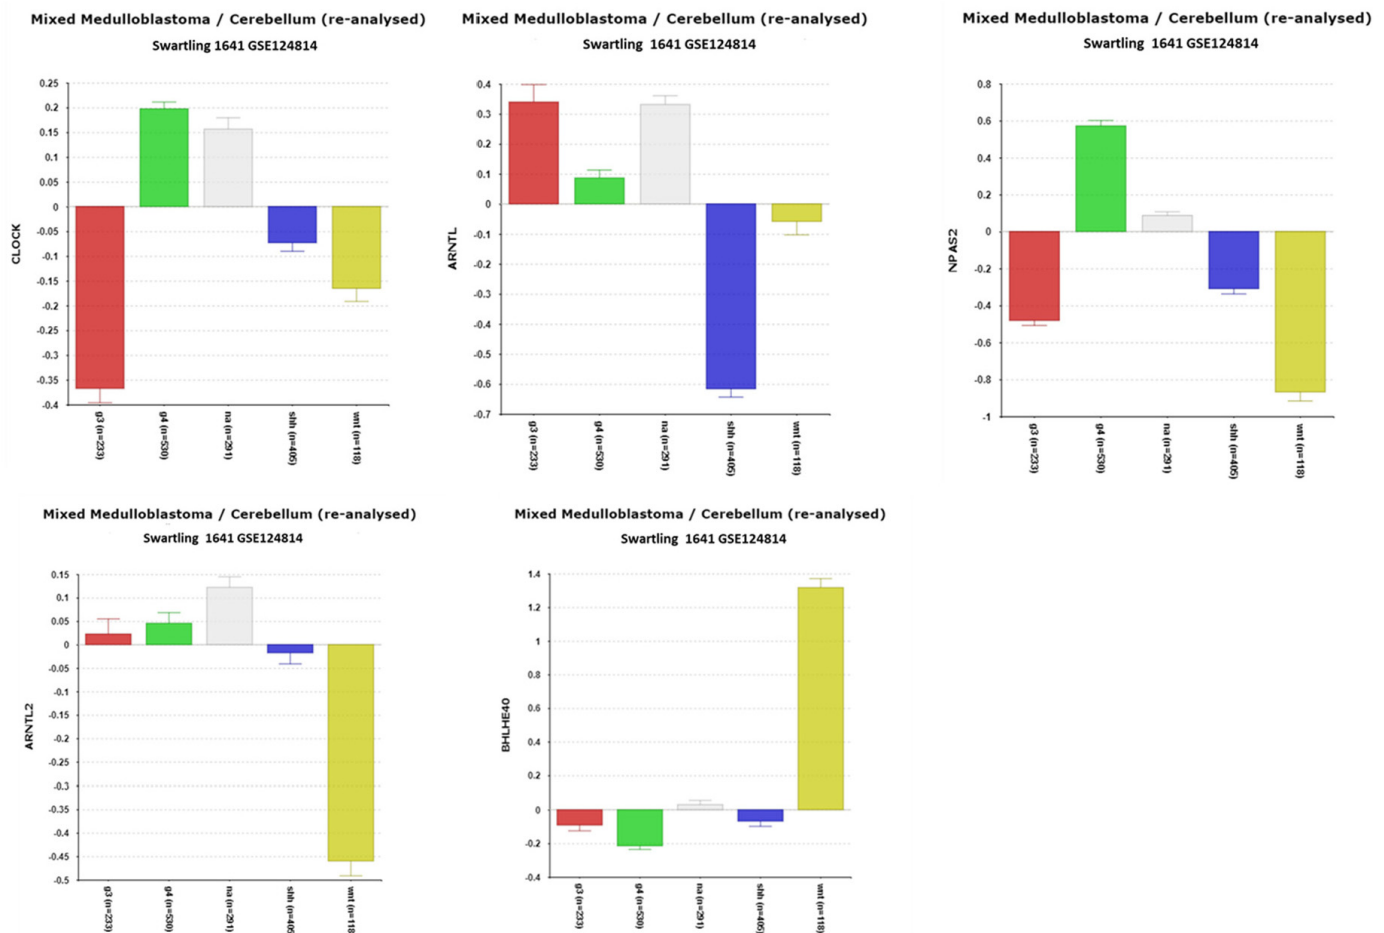 Mixed Medulloblastoma / Cerebellum (re-analysed)
Swartling 1641 GSE124814
0.25
0.2
0.15
0.1
0.05
0
-0.05
-0.1
-0.15
-0.2
-0.25
-0.3
-0.35
-0.4
CLOCK
g3 (n=233)
g4 (n=530)
na (n=291)
shh (n=405)
wnt (n=118)
Mixed Medulloblastoma / Cerebellum (re-analysed)
Swartling 1641 GSE124814
0.4
0.3
0.2
0.1
0
-0.1
-0.2
-0.3
-0.4
-0.5
-0.6
-0.7
ARNTL
g3 (n=233)
g4 (n=530)
na (n=291)
shh (n=405)
wnt (n=118)
Mixed Medulloblastoma / Cerebellum (re-analysed)
Swartling 1641 GSE124814
0.8
0.6
0.4
0.2
0
-0.2
-0.4
-0.6
-0.8
-1
NPAS2
g3 (n=233)
g4 (n=530)
na (n=291)
shh (n=405)
wnt (n=118)
Mixed Medulloblastoma / Cerebellum (re-analysed)
Swartling 1641 GSE124814
0.15
0.1
0.05
0
-0.05
-0.1
-0.15
-0.2
-0.25
-0.3
-0.35
-0.4
-0.45
-0.5
ARNTL2
g3 (n=233)
g4 (n=530)
na (n=291)
shh (n=405
wnt (n=118)
Mixed Medulloblastoma / Cerebellum (re-analysed)
Swartling 1641 GSE124814
1.4
1.2
1
0.8
0.6
0.4
0.2
0
-0.2
-0.4
BHLHE40
g3 (n=233)
g4 (n=530)
na (n=291)
shh (n=405)
wnt (n=118)